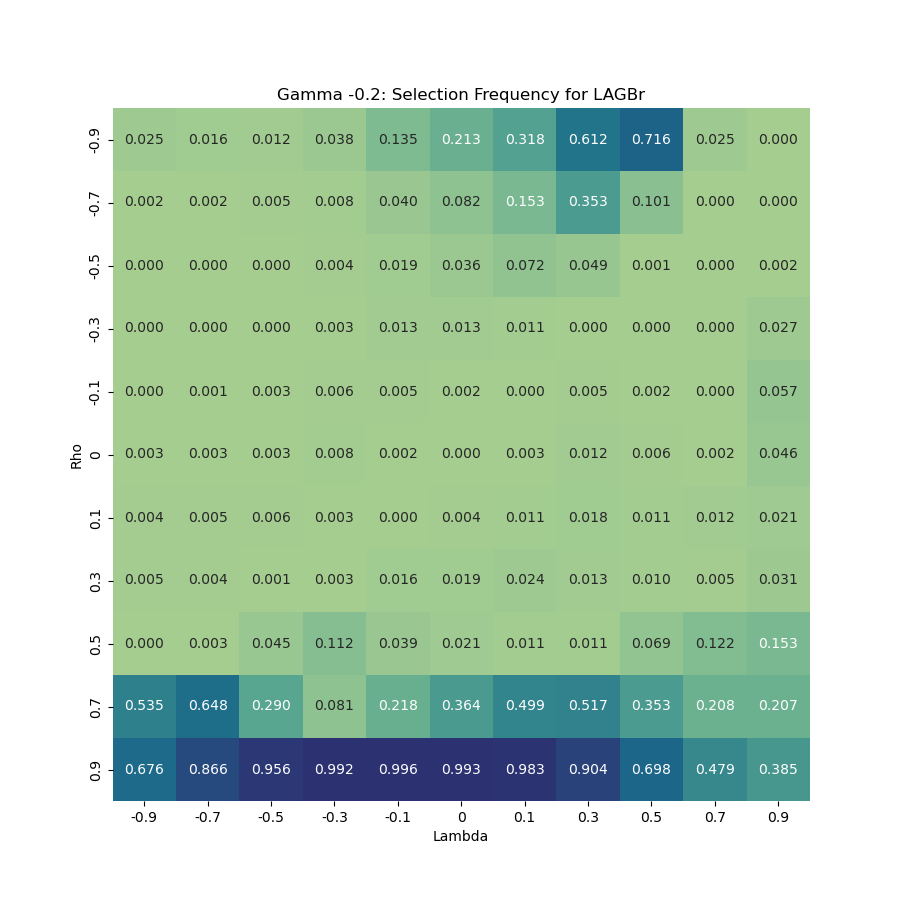 Gamma -0.2: Selection Frequency for LAGBr
-0.9 0.025 0.016 0.012 0.038 0.135 0.213 0.318 0.612 0.716 0.025 0.000
-0.7 0.002 0.002 0.005 0.008 0.040 0.082 0.153 0.353 0.101 0.000 0.000
-0.5 0.000 0.000 0.000 0.004 0.019 0.036 0.072 0.049 0.001 0.000 0.002
-0.3 0.000 0.000 0.000 0.003 0.013 0.013 0.011 0.000 0.000 0.000 0.027
-0.1 0.000 0.001 0.003 0.006 0.005 0.002 0.000 0.005 0.002 0.000 0.057
Rho
0 0.003 0.003 0.003 0.008 0.002 0.000 0.003 0.012 0.006 0.002 0.046
0.1 0.004 0.005 0.006 0.003 0.000 0.004 0.011 0.018 0.011 0.012 0.021
0.3 0.005 0.004 0.001 0.003 0.016 0.019 0.024 0.013 0.010 0.005 0.031
0.5 0.000 0.003 0.045 0.112 0.039 0.021 0.011 0.011 0.069 0.122 0.153
0.7 0.535 0.648 0.290 0.081 0.218 0.364 0.499 0.517 0.353 0.208 0.207
0.9 0.676 0.866 0.956 0.992 0.996 0.993 0.983 0.904 0.698 0.479 0.385
-0.9 -0.7 -0.5 -0.3 -0.1 0 0.1 0.3 0.5 0.7 0.9
Lambda